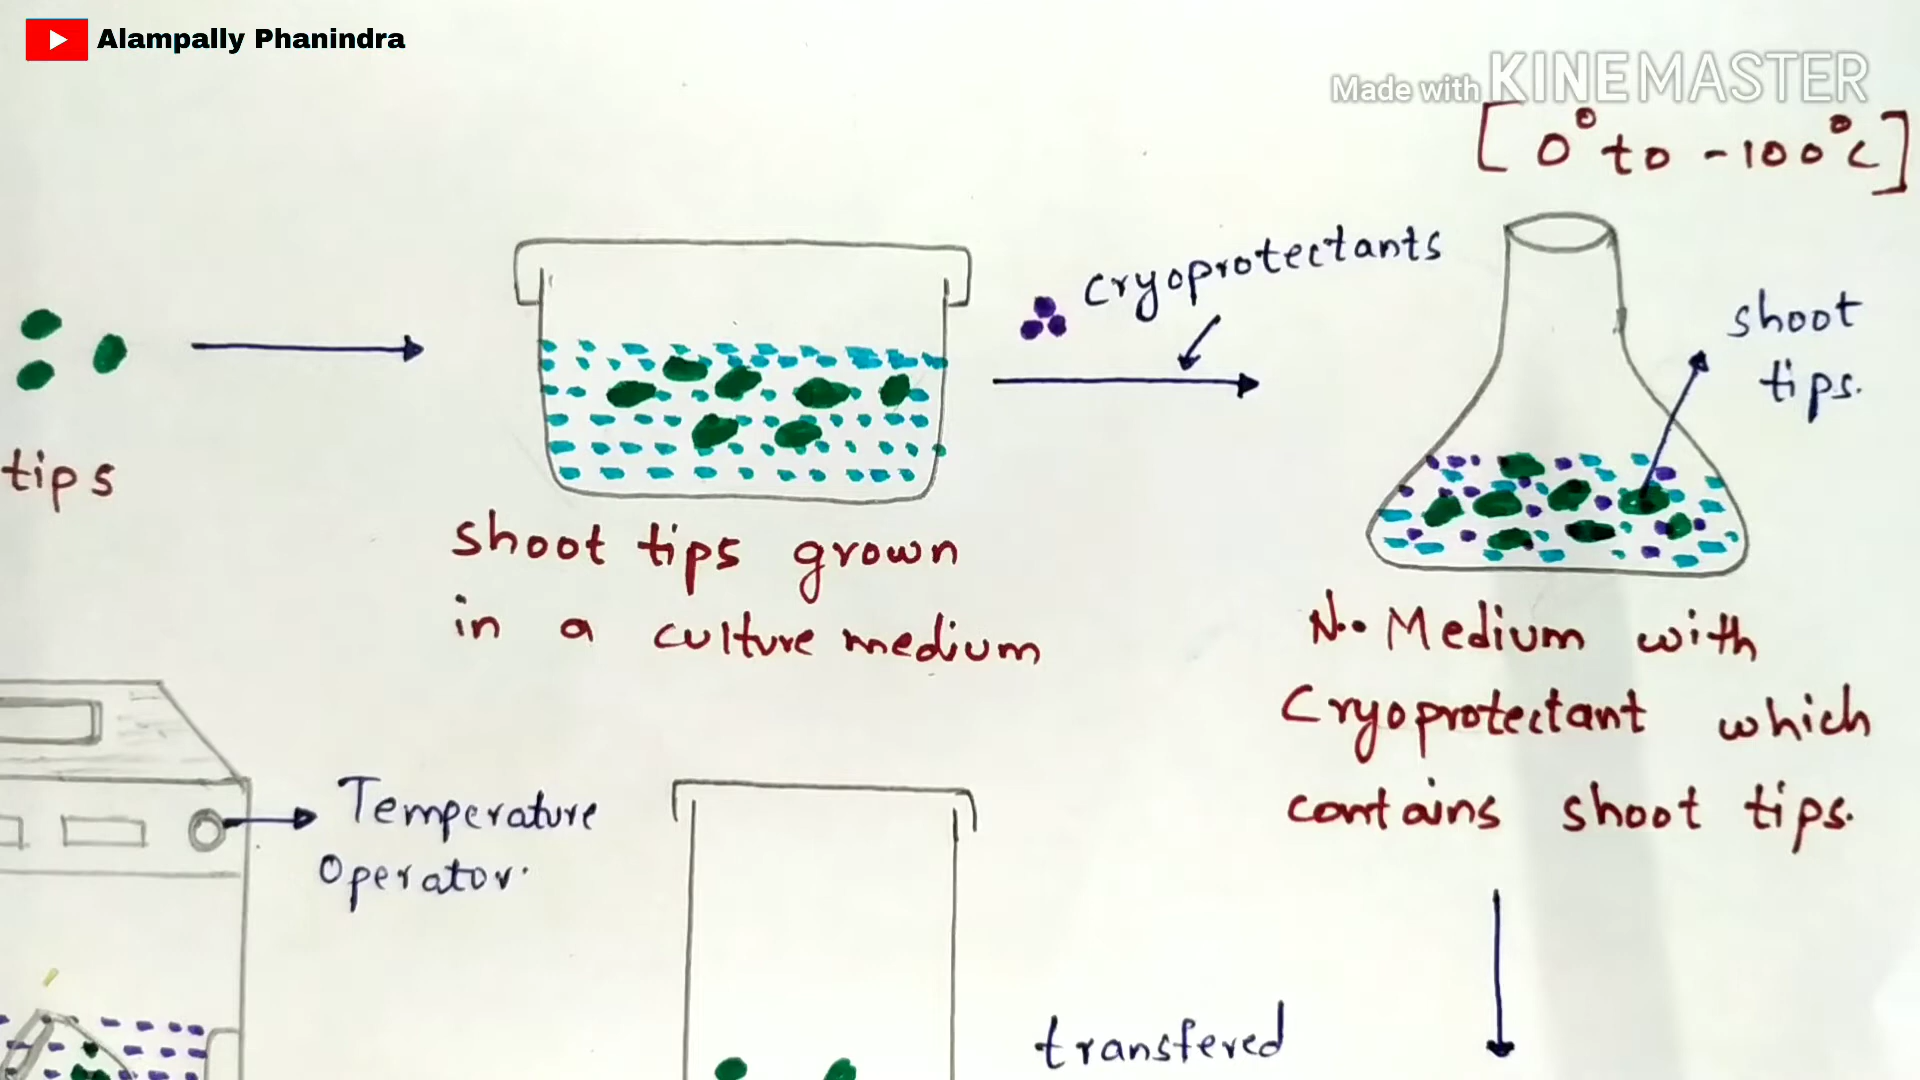 Alampally Phanindra
Made with KINEMASTER
[0° to -100°C]
cryoprotectants
shoot
tips.
tips
shoot tips grown
in a culture medium
N.. Medium with
Cryoprotectant which
contains shoot tips.
Temperature
Operator.
transfered